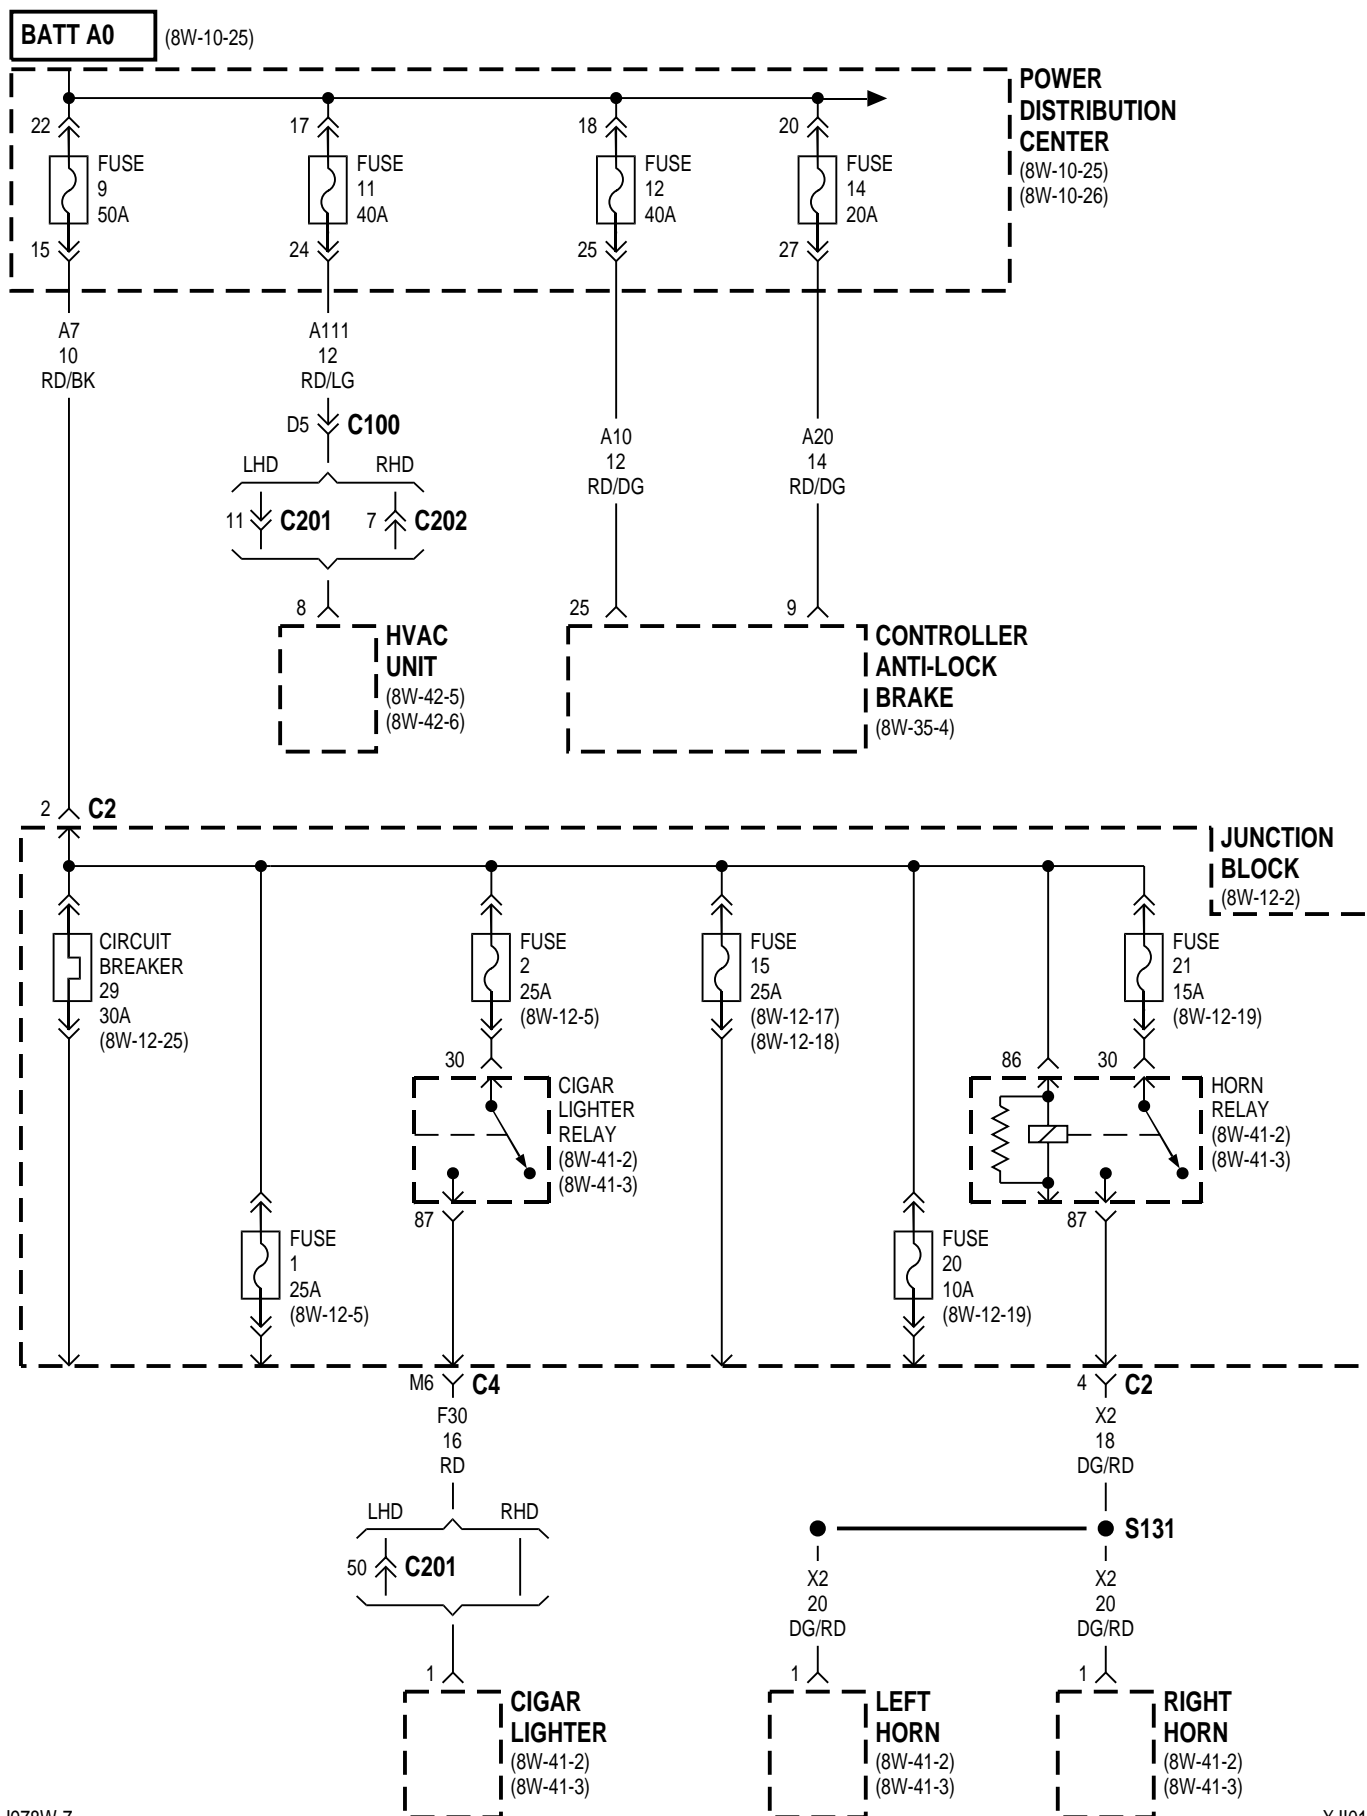 BATT A0
(8W-10-25)
POWER
DISTRIBUTION
CENTER
(8W-10-25)
(8W-10-26)
22
FUSE
9
50A
15
17
FUSE
11
40A
24
18
FUSE
12
40A
25
20
FUSE
14
20A
27
A7
10
RD/BK
A111
12
RD/LG
D5
C100
LHD
RHD
11
C201
7
C202
8
HVAC
UNIT
(8W-42-5)
(8W-42-6)
A10
12
RD/DG
A20
14
RD/DG
25
9
CONTROLLER
ANTI-LOCK
BRAKE
(8W-35-4)
2
C2
JUNCTION
BLOCK
(8W-12-2)
CIRCUIT
BREAKER
29
30A
(8W-12-25)
FUSE
2
25A
(8W-12-5)
FUSE
15
25A
(8W-12-17)
(8W-12-18)
FUSE
21
15A
(8W-12-19)
30
CIGAR
LIGHTER
RELAY
(8W-41-2)
(8W-41-3)
87
86
30
HORN
RELAY
(8W-41-2)
(8W-41-3)
87
FUSE
1
25A
(8W-12-5)
FUSE
20
10A
(8W-12-19)
M6
C4
F30
16
RD
4
C2
X2
18
DG/RD
LHD
RHD
50
C201
S131
X2
20
DG/RD
X2
20
DG/RD
1
CIGAR
LIGHTER
(8W-41-2)
(8W-41-3)
1
LEFT
HORN
(8W-41-2)
(8W-41-3)
1
RIGHT
HORN
(8W-41-2)
(8W-41-3)